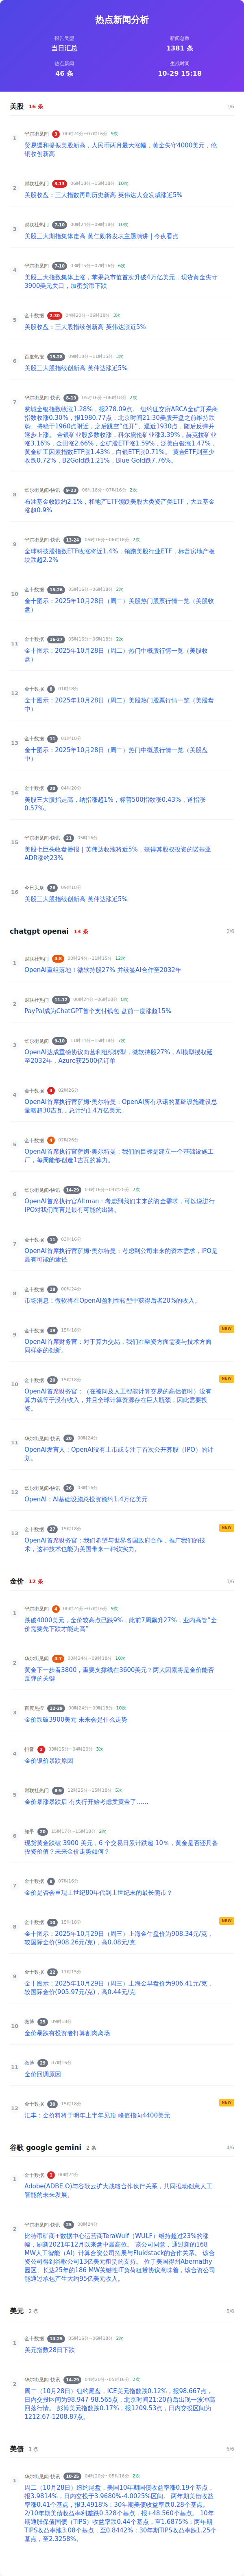 热点新闻分析
报告类型
当日汇总
新闻总数
1381 条
热点新闻
46 条
生成时间
10-29 15:18
美股 16 条
1/6
1
华尔街见闻 3 00时24分~07时16分 9次
贸易缓和提振美股新高，人民币两月最大涨幅，黄金失守4000美元，伦
铜收创新高
2
财联社热门 3-13 06时18分~15时18分 10次
美股收盘：三大指数再刷历史新高 英伟达大会发威涨近5%
3
财联社热门 7-10 00时24分~09时18分 10次
美股三大期指集体走高 黄仁勋将发表主题演讲 | 今夜看点
4
华尔街见闻 7-10 03时15分~07时16分 6次
美股三大指数集体上涨，苹果总市值首次升破4万亿美元，现货黄金失守
3900美元关口，加密货币下跌
5
金十数据 2-30 04时20分~06时18分 3次
美股收盘：三大股指续创新高 英伟达涨近5%
6
百度热搜 15-28 09时18分~11时15分 3次
美股三大股指续创新高 英伟达涨近5%
7
华尔街见闻-快讯 8-19 05时16分~06时18分 2次
费城金银指数收涨1.28%，报278.09点。 纽约证交所ARCA金矿开采商
指数收涨0.30%，报1980.77点；北京时间21:30美股开盘之前维持跌
势、持稳于1960点附近，之后跳空“低开”、逼近1930点，随后反弹并
逐步上涨。 金银矿业股多数收涨，科尔黛伦矿业涨3.39%，赫克拉矿业
涨3.16%，金田涨2.66%，金矿股ETF涨1.59%，泛美白银涨1.47%，
黄金矿工因素指数ETF涨1.43%，白银ETF涨0.71%。 黄金ETF则至少
收跌0.72%，B2Gold跌1.21%，Blue Gold跌7.76%。
8
华尔街见闻-快讯 9-23 06时18分~07时16分 2次
布油基金收跌约2.1%，和地产ETF领跌美股大类资产类ETF，大豆基金
涨超0.9%
9
华尔街见闻-快讯 13-24 05时16分~06时18分 2次
全球科技股指数ETF收涨将近1.4%，领跑美股行业ETF，标普房地产板
块跌超2.2%
10
金十数据 15-26 05时16分~06时18分 2次
金十图示：2025年10月28日（周二）美股热门股票行情一览（美股收
盘）
11
金十数据 16-27 05时16分~06时18分 2次
金十图示：2025年10月28日（周二）热门中概股行情一览（美股收
盘）
12
金十数据 8 01时18分
金十图示：2025年10月28日（周二）美股热门股票行情一览（美股盘
中）
13
金十数据 11 01时18分
金十图示：2025年10月28日（周二）热门中概股行情一览（美股盘
中）
14
金十数据 20 04时20分
美股三大股指走高，纳指涨超1%，标普500指数涨0.43%，道指涨
0.57%。
15
华尔街见闻-快讯 21 05时16分
美股七巨头收盘播报｜英伟达收涨将近5%，获得其股权投资的诺基亚
ADR涨约23%
16
今日头条 26 09时18分
美股三大股指续创新高 英伟达涨近5%
chatgpt openai 13 条
2/6
1
财联社热门 4-8 00时24分~11时15分 12次
OpenAI重组落地！微软持股27% 并续签AI合作至2032年
2
财联社热门 11-12 00时24分~06时18分 8次
PayPal成为ChatGPT首个支付钱包 盘前一度涨超15%
3
华尔街见闻 9-10 11时14分~15时18分 7次
OpenAI达成重磅协议向营利组织转型，微软持股27%，AI模型授权延
至2032年，Azure获2500亿订单
4
金十数据 3 02时26分
OpenAI首席执行官萨姆·奥尔特曼：OpenAI所有承诺的基础设施建设总
量略超30吉瓦，总计约1.4万亿美元。
5
金十数据 4 02时26分
OpenAI首席执行官萨姆·奥尔特曼：我们的目标是建立一个基础设施工
厂，每周能够创造1吉瓦的算力。
6
华尔街见闻-快讯 14-29 03时16分~04时20分 2次
OpenAI首席执行官Altman：考虑到我们未来的资金需求，可以说进行
IPO对我们而言是最有可能的出路。
7
金十数据 11 03时16分
OpenAI首席执行官萨姆·奥尔特曼：考虑到公司未来的资本需求，IPO是
最有可能的途径。
8
金十数据 18 00时24分
市场消息：微软将在OpenAI盈利性转型中获得后者20%的收入。
9
金十数据 19 15时18分
NEW
OpenAI首席财务官：对于算力交易，我们在融资方面需要与技术方面
同样多的创新。
10
金十数据 20 15时18分
NEW
OpenAI首席财务官：（在被问及人工智能计算交易的高估值时）没有
算力就等于没有收入，并且全球计算资源存在巨大瓶颈，因此需要投
资。
11
华尔街见闻-快讯 20 00时24分
OpenAI发言人：OpenAI没有上市或专注于首次公开募股（IPO）的计
划。
12
华尔街见闻-快讯 26 03时16分
OpenAI：AI基础设施总投资额约1.4万亿美元
13
金十数据 27 15时18分
NEW
OpenAI首席财务官：我们希望与世界各国政府合作，推广我们的技
术，这种技术也能为美国带来一种软实力。
金价 12 条
3/6
1
华尔街见闻 4 00时24分~07时16分 9次
跌破4000美元，金价较高点已跌9%，此前7周飙升27%，业内高管“金
价需要先下跌才能走高”
2
华尔街见闻 4-7 00时24分~09时18分 10次
黄金下一步看3800，重要支撑线在3600美元？两大因素将是金价能否
反弹的关键
3
百度热搜 12-29 00时24分~09时18分 10次
金价跌破3900美元 未来会是什么走势
4
抖音 2 03时15分~04时20分 3次
金价银价暴跌原因
5
财联社热门 8-9 12时25分~15时18分 5次
金价暴涨暴跌后 有央行开始考虑卖黄金了……
6
知乎 20 15时17分~15时18分 2次
现货黄金跌破 3900 美元，6 个交易日累计跌超 10%，黄金是否还具备
投资价值？未来金价走势如何？
7
金十数据 8 07时16分
金价是否会重现上世纪80年代到上世纪末的最长熊市？
8
金十数据 10 15时18分
NEW
金十图示：2025年10月29日（周三）上海金午盘价为908.34元/克，
较国际金价(908.26元/克)，高0.08元/克
9
金十数据 22 11时15分
金十图示：2025年10月29日（周三）上海金早盘价为906.41元/克，
较国际金价(905.97元/克)，高0.44元/克
10
微博 25 09时18分
金价暴跌有投资者打算割肉离场
11
微博 29 07时16分
金价回调原因
12
金十数据 30 15时18分
NEW
汇丰：金价料将于明年上半年见顶 峰值指向4400美元
谷歌 google gemini 2 条
4/6
1
金十数据 1 00时24分
Adobe(ADBE.O)与谷歌云扩大战略合作伙伴关系，共同推动创意人工
智能的未来发展。
2
华尔街见闻-快讯 25 00时24分
比特币矿商+数据中心运营商TeraWulf（WULF）维持超过23%的涨
幅，刷新2021年12月以来盘中最高位。 该公司同意，通过新的168
MW人工智能（AI）计算合资公司拓展与Fluidstack的合作关系。 该合
资公司得到谷歌公司13亿美元租赁的支持。 位于美国得州Abernathy
园区、长达25年的186 MW关键性IT负荷租赁协议意味着，该合资公司
能通过承包产生大约95亿美元收入。
美元 2 条
5/6
1
金十数据 14-25 05时16分~06时18分 2次
美元指数28日下跌
2
华尔街见闻-快讯 14-29 04时20分~05时16分 2次
周二（10月28日）纽约尾盘，ICE美元指数跌0.12%，报98.667点，
日内交投区间为98.947-98.565点，北京时间21:20前后出现一波冲高
回落行情。 彭博美元指数跌0.17%，报1209.53点，日内交投区间为
1212.67-1208.87点。
美债 1 条
6/6
1
华尔街见闻-快讯 10-25 04时20分~05时16分 2次
周二（10月28日）纽约尾盘，美国10年期国债收益率涨0.19个基点，
报3.9814%，日内交投于3.9680%-4.0025%区间。 两年期美债收益
率涨0.41个基点，报3.4918%；30年期美债收益率跌0.28个基点。
2/10年期美债收益率利差跌0.328个基点，报+48.560个基点。 10年
期通胀保值国债（TIPS）收益率跌0.44个基点，至1.6875%；两年期
TIPS收益率涨3.08个基点，至0.8442%；30年期TIPS收益率跌1.25个
基点，至2.3258%。